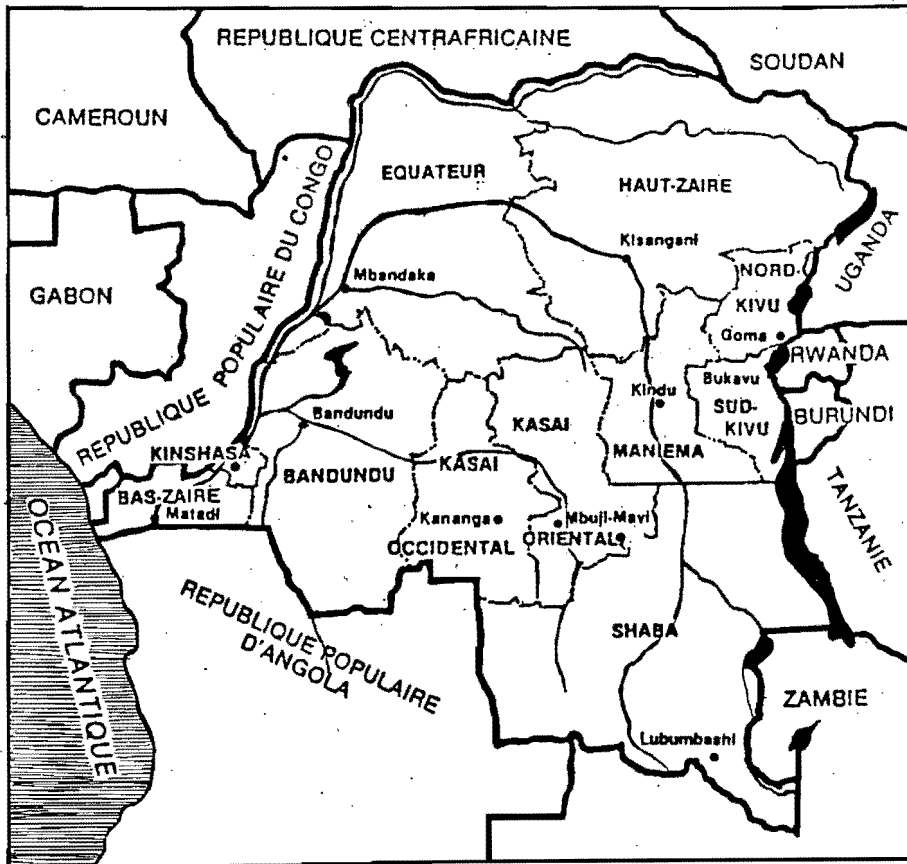 REPUBLIQUE CENTRAFRICAINE
SOUDAN
CAMEROUN
EQUATEUR
HAUT-ZAIRE
REPUBLIQUE POPULAIRE DU CONGO
Kisangani
UGANDA
NORD-
KIVU
Mbandaka
GABON
Goma
RWANDA
Bukavu
Kindu
SUD-
KIVU
BURUNDI
Bandundu
KASAI
MANIEMA
KINSHASA
BANDUNDU
KASAI
BAS-ZAIRE
Matadi
Kananga
Mbuji-Mavi
OCCIDENTAL
ORIENTAL
TANZANIE
OCEAN ATLANTIQUE
REPUBLIQUE POPULAIRE
D'ANGOLA
SHABA
ZAMBIE
Lubumbashi